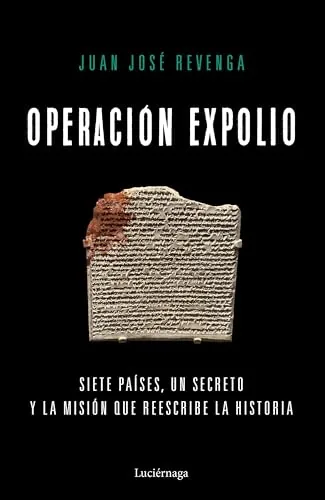 JUAN JOSÉ REVENGA
OPERACIÓN EXPOLIO
SIETE PAÍSES, UN SECRETO
Y LA MISIÓN QUE REESCRIBE LA HISTORIA
Luciérnaga